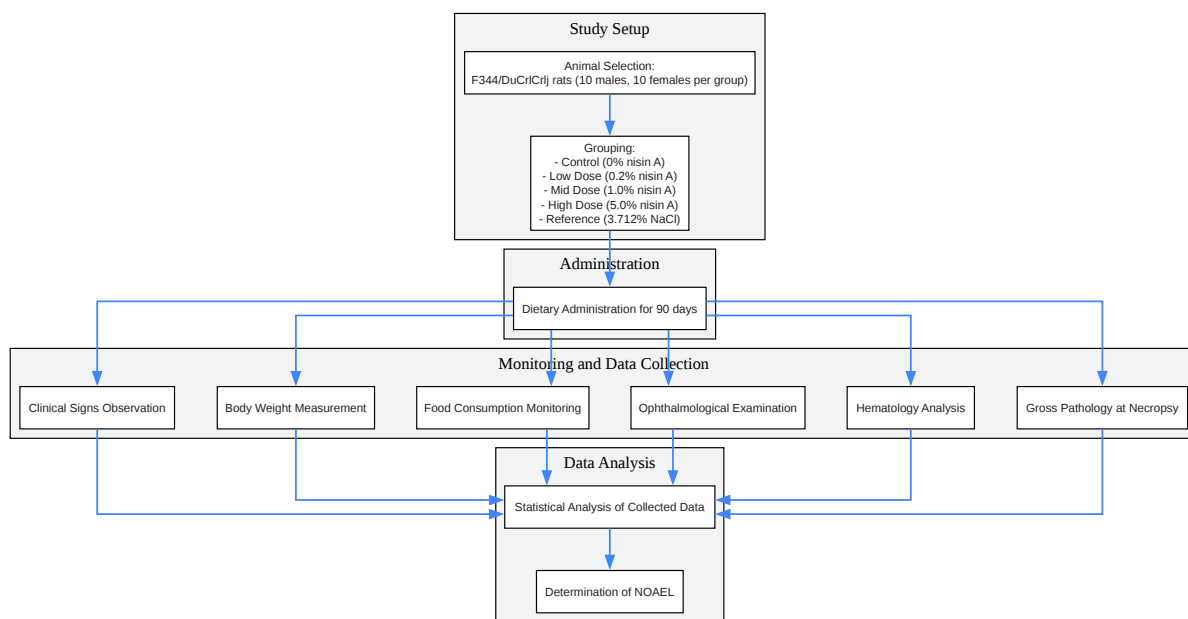 Study Setup
Animal Selection:
F344/DuCrlCrlj rats (10 males, 10 females per group)
Grouping:
- Control (0% nisin A)
- Low Dose (0.2% nisin A)
- Mid Dose (1.0% nisin A)
- High Dose (5.0% nisin A)
- Reference (3.712% NaCl)
Administration
Dietary Administration for 90 days
Monitoring and Data Collection
Clinical Signs Observation
Body Weight Measurement
Food Consumption Monitoring
Ophthalmological Examination
Hematology Analysis
Gross Pathology at Necropsy
Data Analysis
Statistical Analysis of Collected Data
Determination of NOAEL